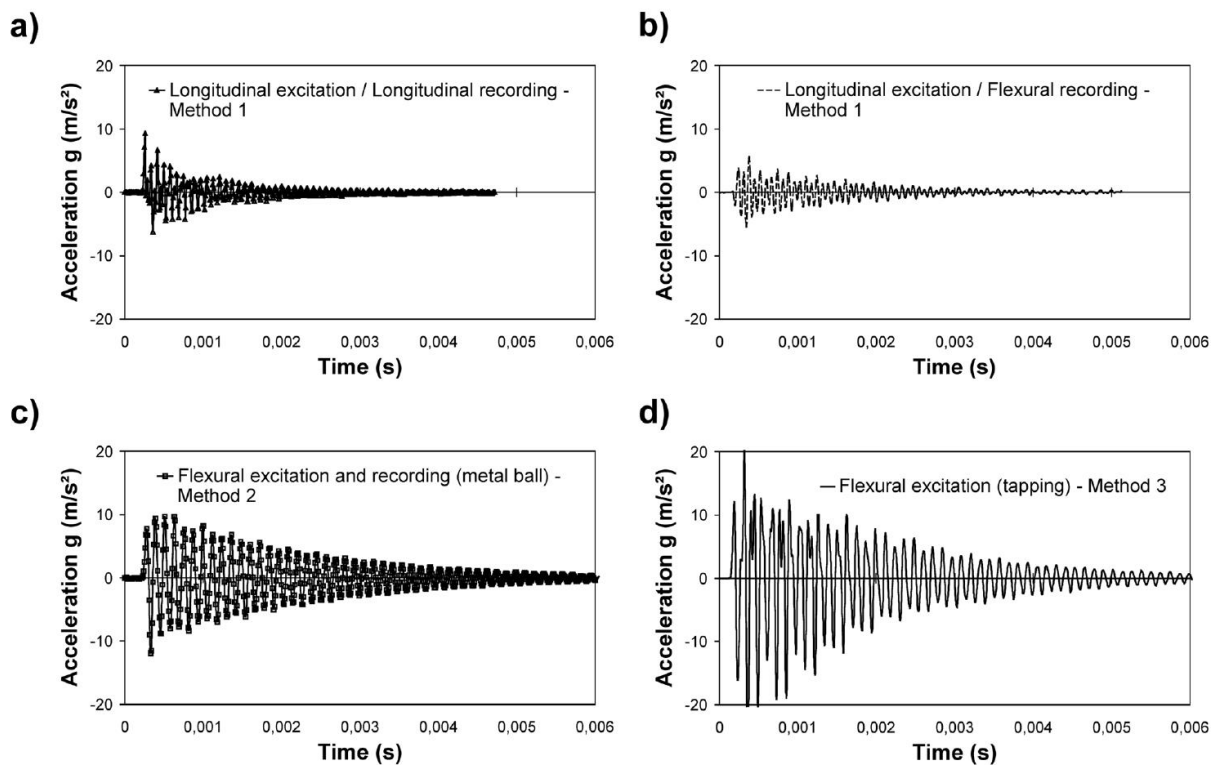 a)
Acceleration g (m/s²)
20
10
0
-10
-20
Longitudinal excitation / Longitudinal recording -
Method 1
0 0,001 0,002 0,003 0,004 0,005 0,006
Time (s)
b)
Acceleration g (m/s²)
20
10
0
-10
-20
Longitudinal excitation / Flexural recording -
Method 1
0 0,001 0,002 0,003 0,004 0,005 0,006
Time (s)
c)
Acceleration g (m/s²)
20
10
0
-10
-20
Flexural excitation and recording (metal ball) -
Method 2
0 0,001 0,002 0,003 0,004 0,005 0,006
Time (s)
d)
Acceleration g (m/s²)
20
10
0
-10
-20
Flexural excitation (tapping) - Method 3
0 0,001 0,002 0,003 0,004 0,005 0,006
Time (s)